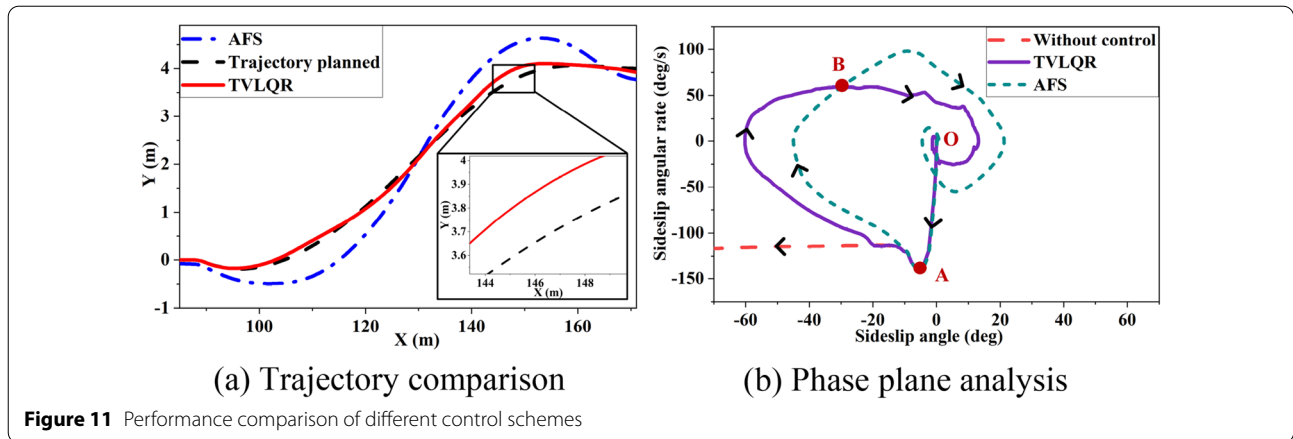 AFS
Trajectory planned
TVLQR
Y (m)
4
3
2
1
0
-1
100
120
140
160
X (m)
4
3.9
3.8
3.7
3.6
Y (m)
144
146
148
X (m)
(a) Trajectory comparison
Without control
TVLQR
AFS
Sideslip angular rate (deg/s)
100
50
0
-50
-100
-150
B
O
A
-60
-40
-20
0
20
40
60
Sideslip angle (deg)
(b) Phase plane analysis
Figure 11 Performance comparison of different control schemes